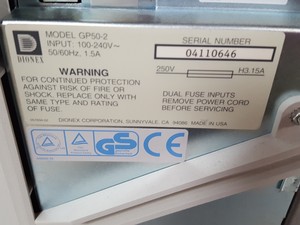 DIONEX
MODEL GP50-2
INPUT: 100-240V~
50/60Hz, 1.5A
SERIAL NUMBER
04110646
WARNING
FOR CONTINUED PROTECTION
AGAINST RISK OF FIRE OR
SHOCK, REPLACE ONLY WITH
SAME TYPE AND RATING
OF FUSE.
250V H3.15A
DUAL FUSE INPUTS
REMOVE POWER CORD
BEFORE SERVICING
DIONEX CORPORATION, SUNNYVALE, CA 94086 MADE IN USA
GS
CE